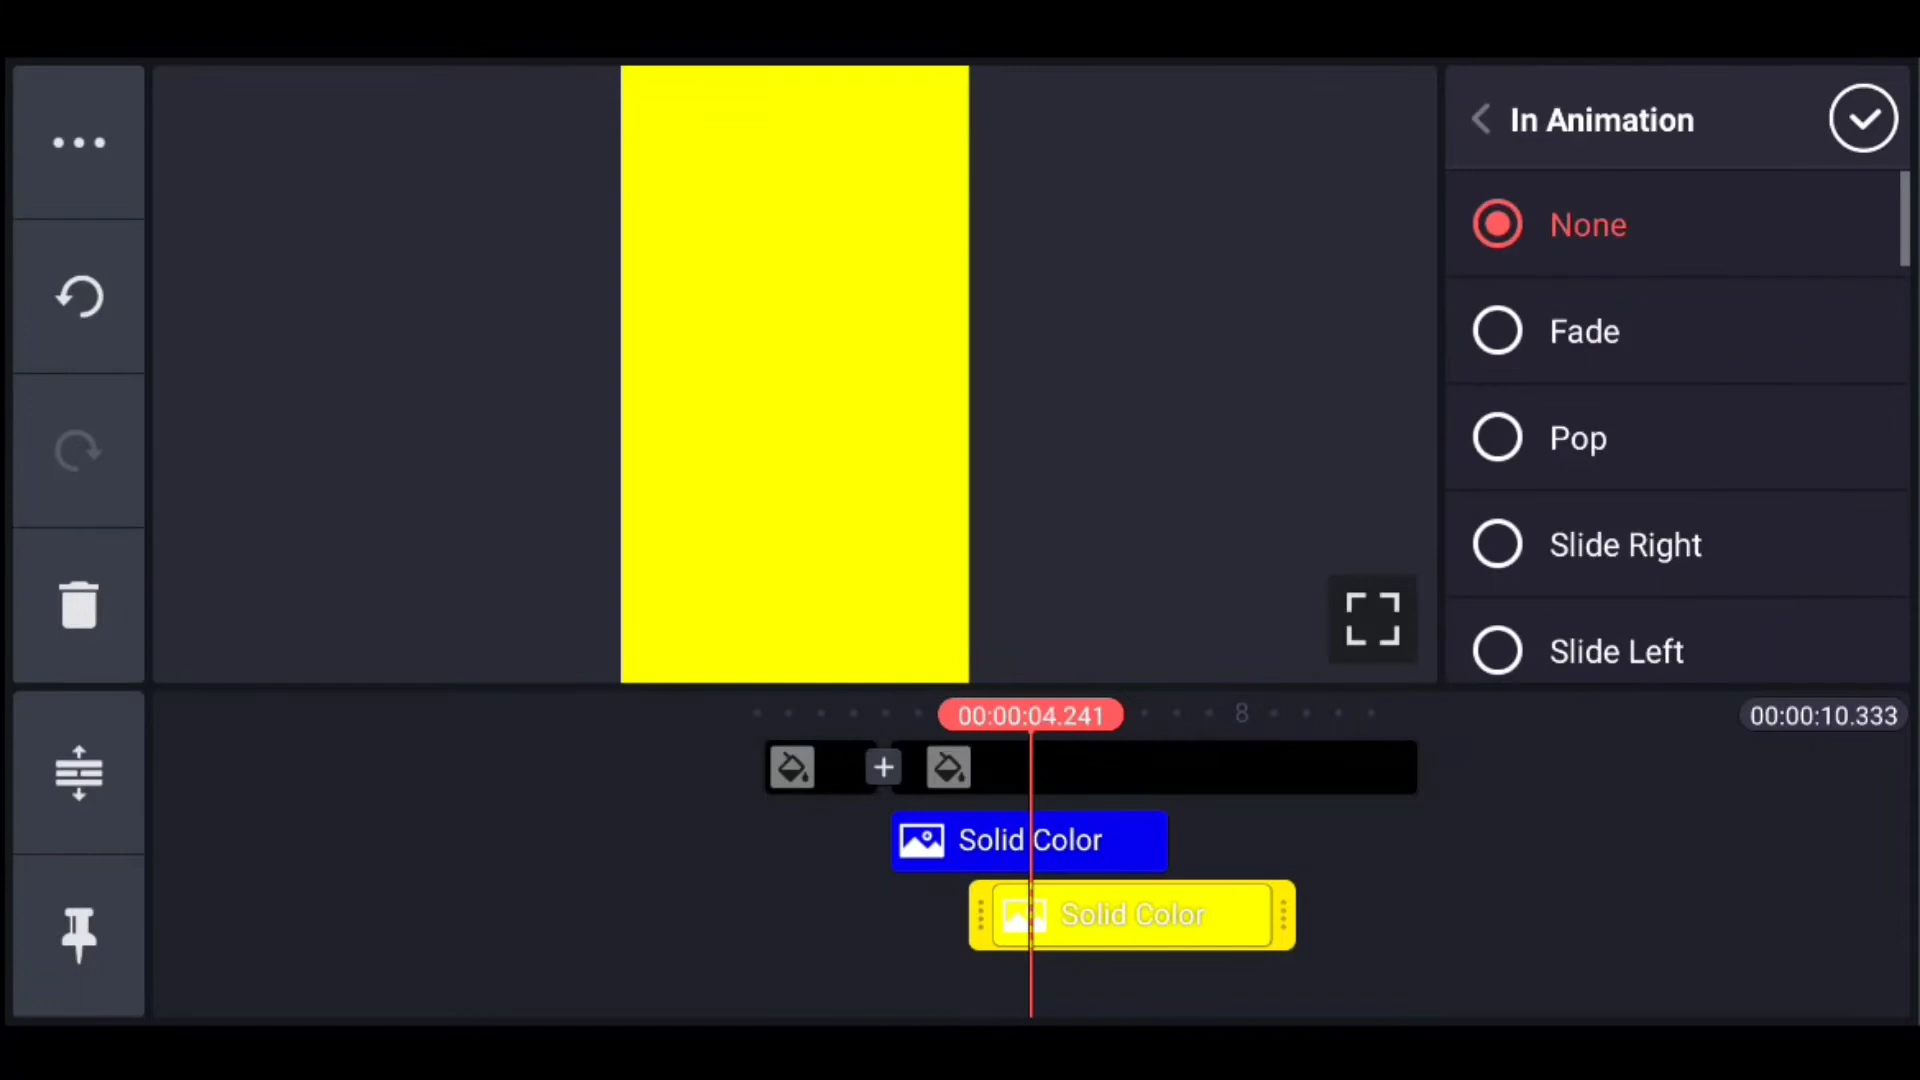 In Animation
None
Fade
Pop
Slide Right
Slide Left
00:00:04.241
8
00:00:10.333
Solid Color
Solid Color